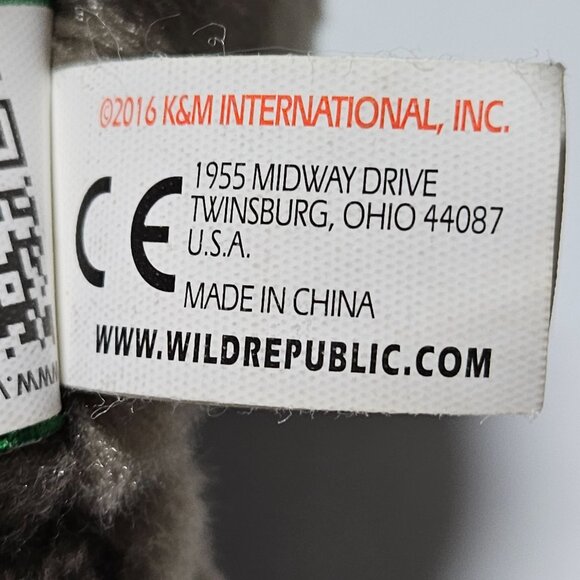 ©2016 K&M INTERNATIONAL, INC.
1955 MIDWAY DRIVE
TWINSBURG, OHIO 44087
U.S.A.
CE
MADE IN CHINA
WWW.WILDREPUBLIC.COM